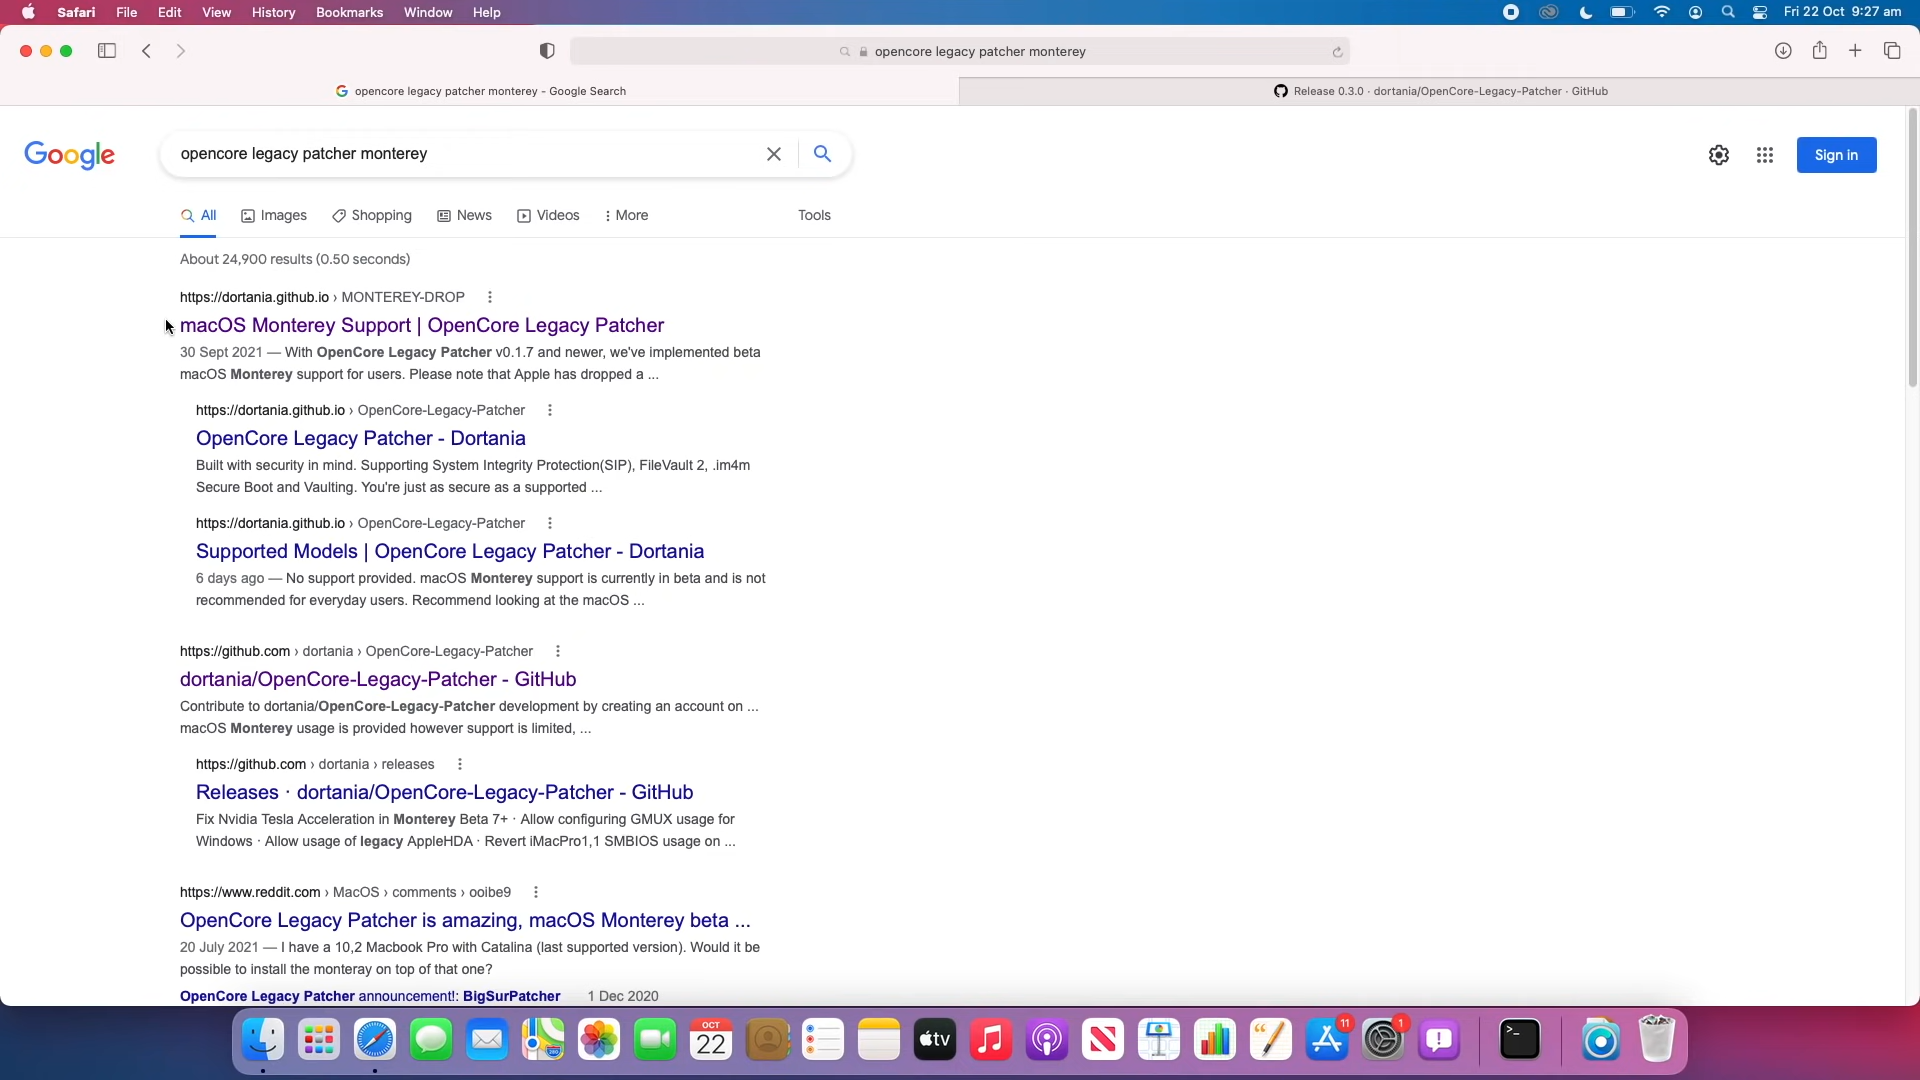 Safari File Edit View History Bookmarks Window Help
Fri 22 Oct 9:27 am
opencore legacy patcher monterey
opencore legacy patcher monterey - Google Search
Release 0.3.0 · dortania/OpenCore-Legacy-Patcher · GitHub
Google
opencore legacy patcher monterey
Sign in
All Images Shopping News Videos More Tools
About 24,900 results (0.50 seconds)
https://dortania.github.io › MONTEREY-DROP
macOS Monterey Support | OpenCore Legacy Patcher
30 Sept 2021 — With OpenCore Legacy Patcher v0.1.7 and newer, we've implemented beta
macOS Monterey support for users. Please note that Apple has dropped a ...
https://dortania.github.io › OpenCore-Legacy-Patcher
OpenCore Legacy Patcher - Dortania
Built with security in mind. Supporting System Integrity Protection(SIP), FileVault 2, .im4m
Secure Boot and Vaulting. You're just as secure as a supported ...
https://dortania.github.io › OpenCore-Legacy-Patcher
Supported Models | OpenCore Legacy Patcher - Dortania
6 days ago — No support provided. macOS Monterey support is currently in beta and is not
recommended for everyday users. Recommend looking at the macOS ...
https://github.com › dortania › OpenCore-Legacy-Patcher
dortania/OpenCore-Legacy-Patcher - GitHub
Contribute to dortania/OpenCore-Legacy-Patcher development by creating an account on ...
macOS Monterey usage is provided however support is limited, ...
https://github.com › dortania › releases
Releases · dortania/OpenCore-Legacy-Patcher - GitHub
Fix Nvidia Tesla Acceleration in Monterey Beta 7+ · Allow configuring GMUX usage for
Windows · Allow usage of legacy AppleHDA · Revert iMacPro1,1 SMBIOS usage on ...
https://www.reddit.com › MacOS › comments › ooibe9
OpenCore Legacy Patcher is amazing, macOS Monterey beta ...
20 July 2021 — I have a 10,2 Macbook Pro with Catalina (last supported version). Would it be
possible to install the monteray on top of that one?
OpenCore Legacy Patcher announcement!: BigSurPatcher 1 Dec 2020
OCT
22
tv
11
1